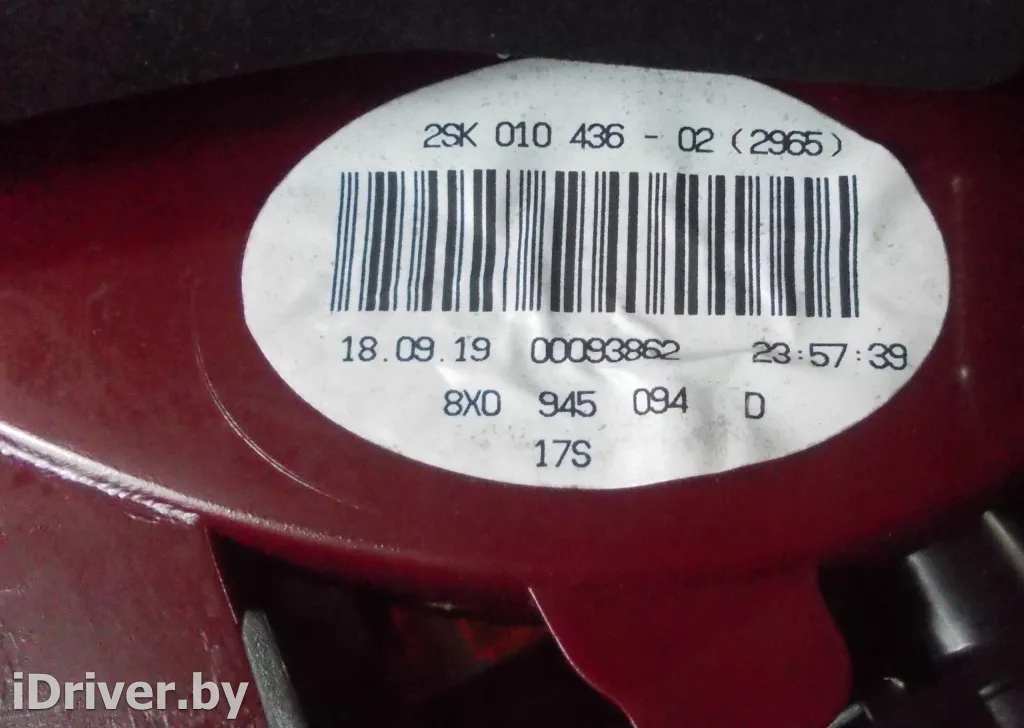 2SK 010 436 - 02 (2965)
18.09.19 00093862 23:57:39
8X0 945 094 D
17S
iDriver.by